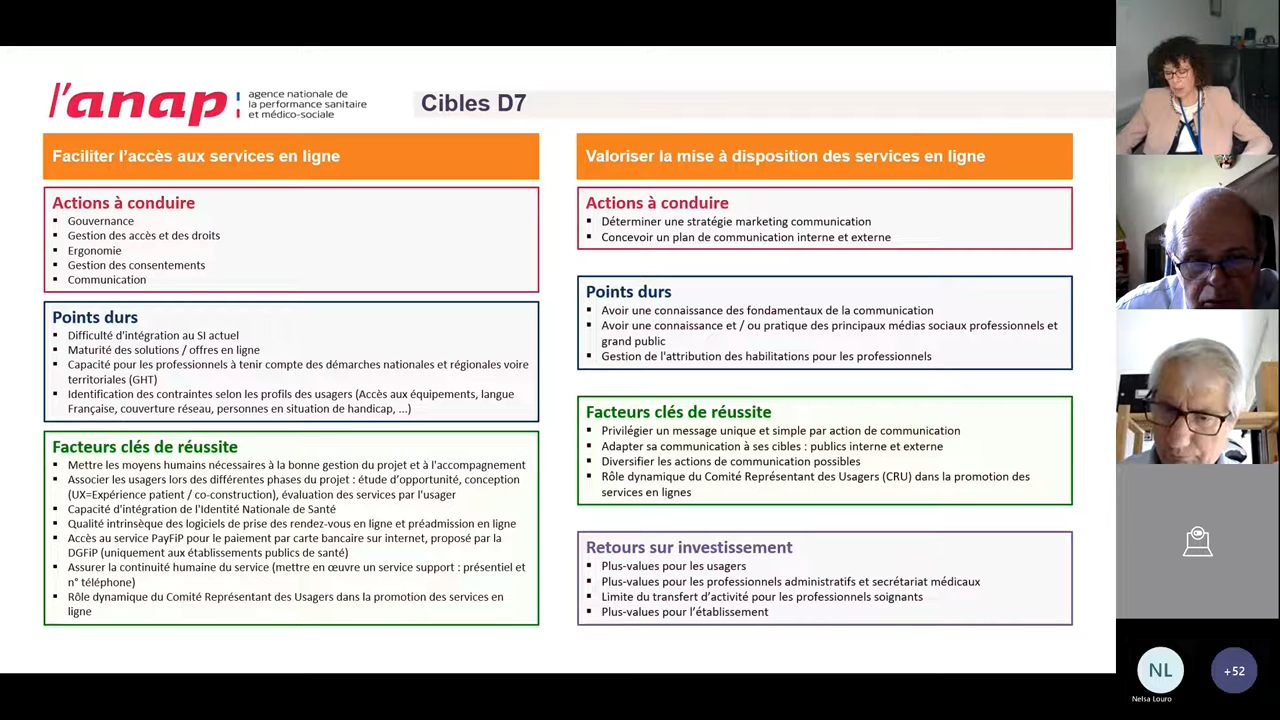 l'anap
agence nationale de
la performance sanitaire
et médico-sociale
Cibles D7
Faciliter l'accès aux services en ligne
Actions à conduire
▪ Gouvernance
▪ Gestion des accès et des droits
▪ Ergonomie
▪ Gestion des consentements
▪ Communication
Points durs
▪ Difficulté d'intégration au SI actuel
▪ Maturité des solutions / offres en ligne
▪ Capacité pour les professionnels à tenir compte des démarches nationales et régionales voire
territoriales (GHT)
▪ Identification des contraintes selon les profils des usagers (Accès aux équipements, langue
Française, couverture réseau, personnes en situation de handicap, ...)
Facteurs clés de réussite
▪ Mettre les moyens humains nécessaires à la bonne gestion du projet et à l'accompagnement
▪ Associer les usagers lors des différentes phases du projet : étude d'opportunité, conception
(UX=Expérience patient / co-construction), évaluation des services par l'usager
▪ Capacité d'intégration de l'Identité Nationale de Santé
▪ Qualité intrinsèque des logiciels de prise des rendez-vous en ligne et préadmission en ligne
▪ Accès au service PayFiP pour le paiement par carte bancaire sur internet, proposé par la
DGFiP (uniquement aux établissements publics de santé)
▪ Assurer la continuité humaine du service (mettre en œuvre un service support : présentiel et
n° téléphone)
▪ Rôle dynamique du Comité Représentant des Usagers dans la promotion des services en
ligne
Valoriser la mise à disposition des services en ligne
Actions à conduire
▪ Déterminer une stratégie marketing communication
▪ Concevoir un plan de communication interne et externe
Points durs
▪ Avoir une connaissance des fondamentaux de la communication
▪ Avoir une connaissance et / ou pratique des principaux médias sociaux professionnels et
grand public
▪ Gestion de l'attribution des habilitations pour les professionnels
Facteurs clés de réussite
▪ Privilégier un message unique et simple par action de communication
▪ Adapter sa communication à ses cibles : publics interne et externe
▪ Diversifier les actions de communication possibles
▪ Rôle dynamique du Comité Représentant des Usagers (CRU) dans la promotion des
services en lignes
Retours sur investissement
▪ Plus-values pour les usagers
▪ Plus-values pour les professionnels administratifs et secrétariat médicaux
▪ Limite du transfert d'activité pour les professionnels soignants
▪ Plus-values pour l'établissement
NL
Nelsa Louro
+52